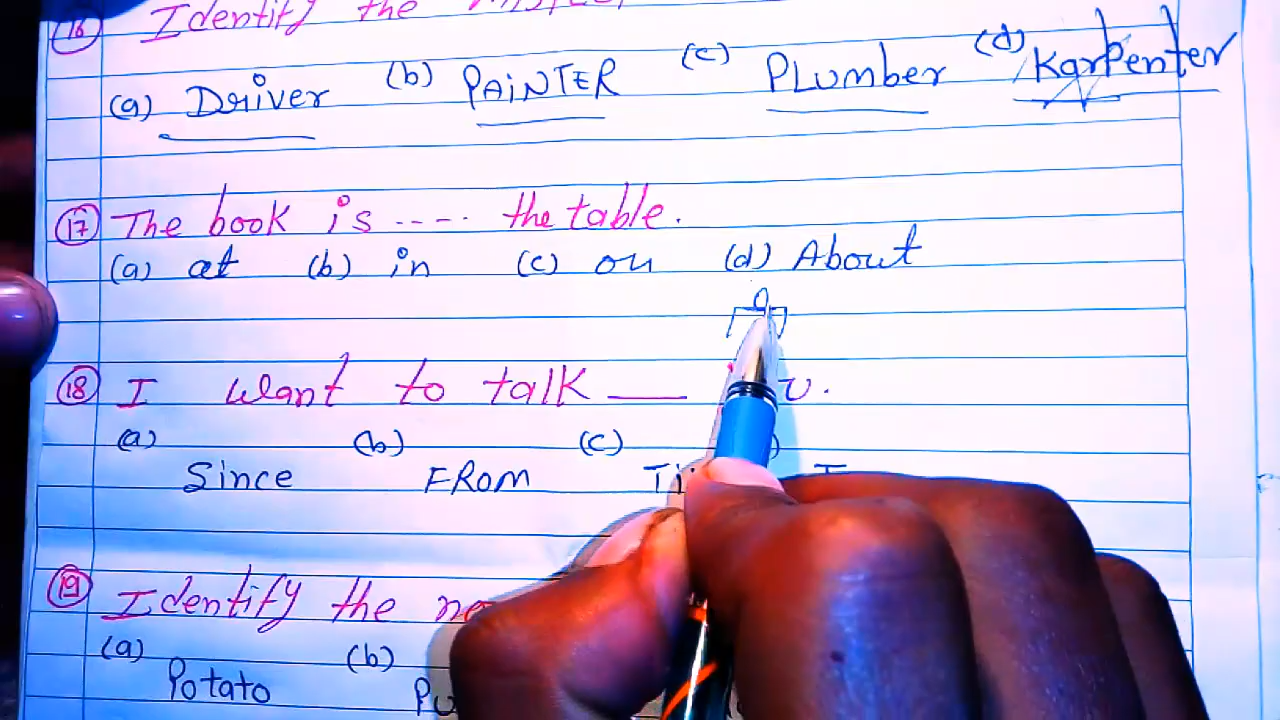 (16) Identify the
(a) Driver (b) PAiNTER (c) PLumber (d) Karpenter
(17) The book is ---- the table.
(a) at (b) in (c) on (d) About
(18) I want to talk ___
(a) Since (b) FRom (c)
(19) Identify the
(a) Potato (b)